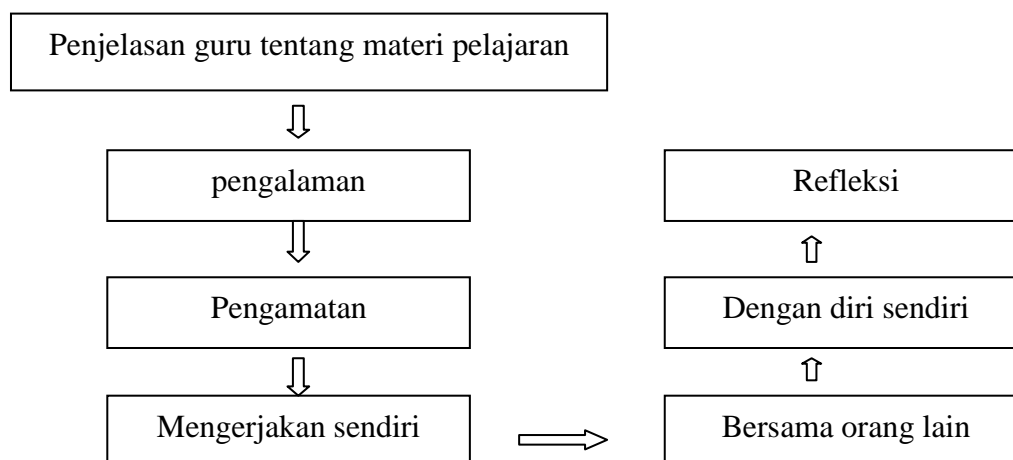 Penjelasan guru tentang materi pelajaran
pengalaman
Pengamatan
Mengerjakan sendiri
Bersama orang lain
Dengan diri sendiri
Refleksi